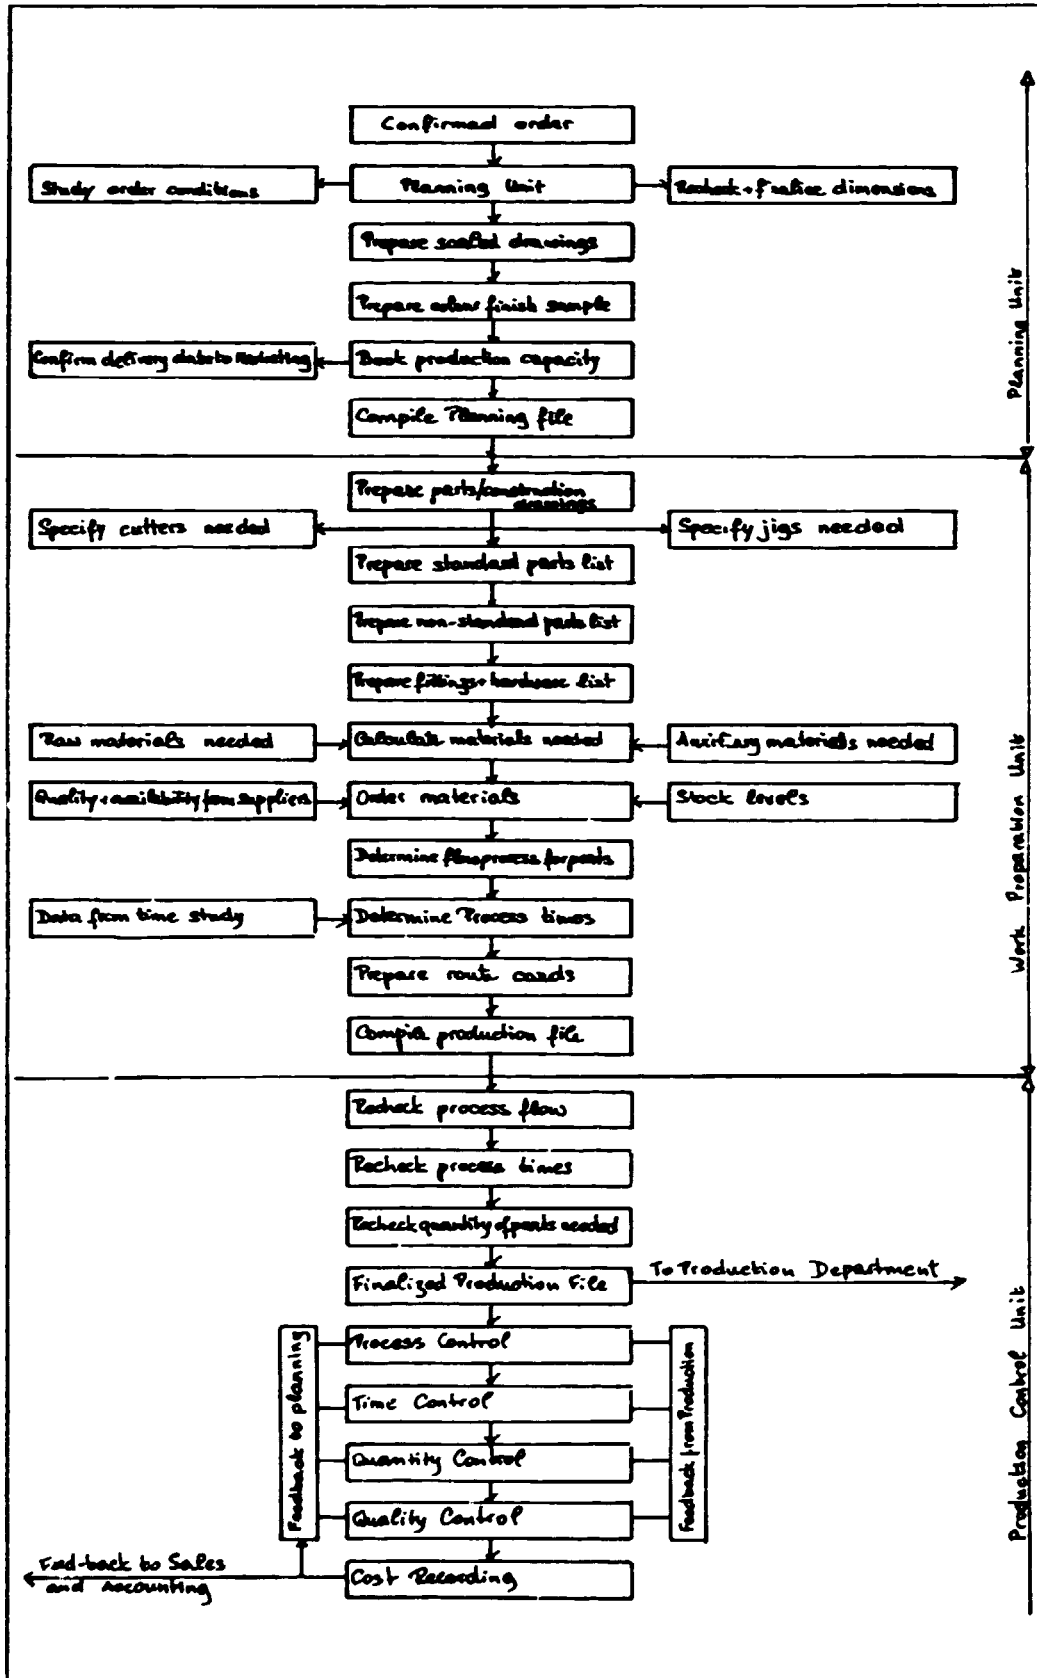 Confirmed order
Study order conditions
Planning Unit
Recheck + finalice dimensions
Prepare scaled drawings
Prepare colour finish sample
Confirm delivery date to Marketing
Book production capacity
Compile Planning file
Planning Unit
Prepare parts/construction
drawings
Specify cutters needed
Specify jigs needed
Prepare standard parts list
Prepare non-standard parts list
Prepare fittings + hardware list
Raw materials needed
Calculate materials needed
Auxiliary materials needed
Quality + availability from suppliers
Order materials
Stock levels
Determine flowprocess for parts
Data from time study
Determine Process times
Prepare route cards
Compile production file
Work Preparation Unit
Recheck process flow
Recheck process times
Recheck quantity of parts needed
Finalized Production File
To Production Department
Process Control
Time Control
Quantity Control
Quality Control
Feedback to planning
Feedback from Production
Feed-back to Sales
and Accounting
Cost Recording
Production Control Unit